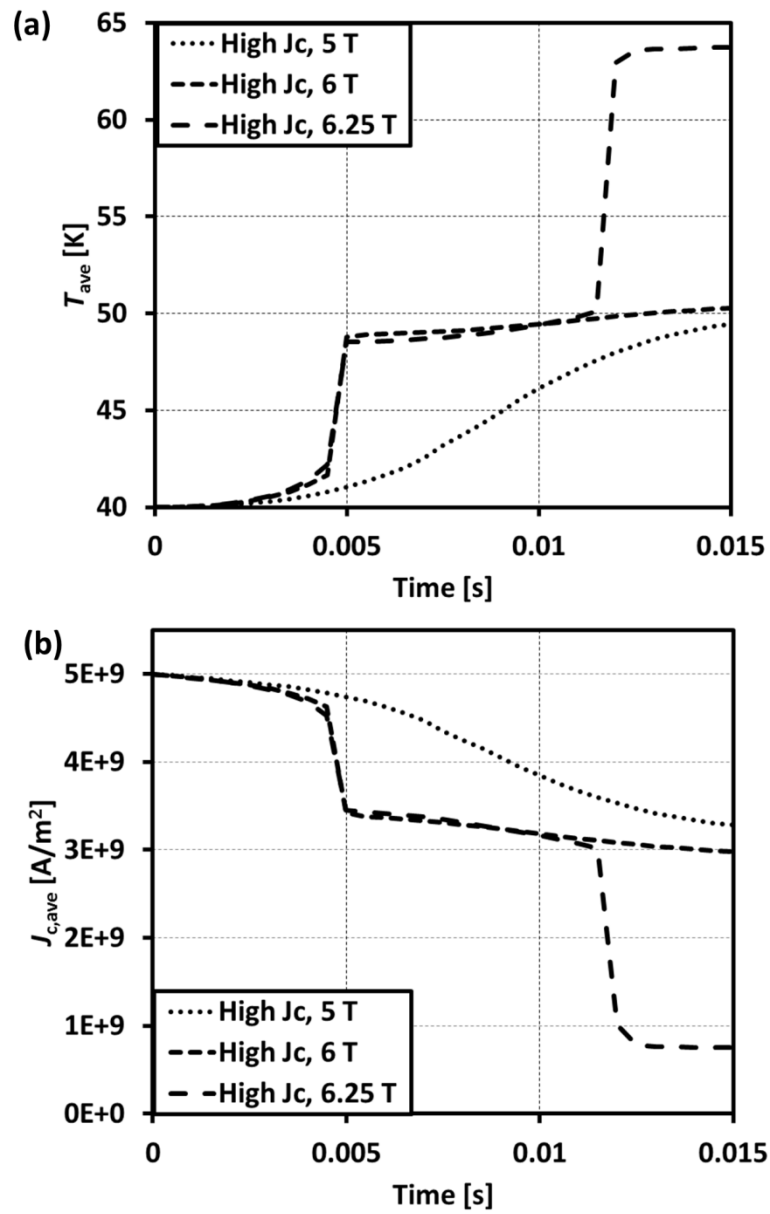 (a)
65
60
55
50
45
40
T_ave [K]
High Jc, 5 T
High Jc, 6 T
High Jc, 6.25 T
0 0.005 0.01 0.015
Time [s]
(b)
5E+9
4E+9
3E+9
2E+9
1E+9
0E+0
J_c,ave [A/m²]
High Jc, 5 T
High Jc, 6 T
High Jc, 6.25 T
0 0.005 0.01 0.015
Time [s]